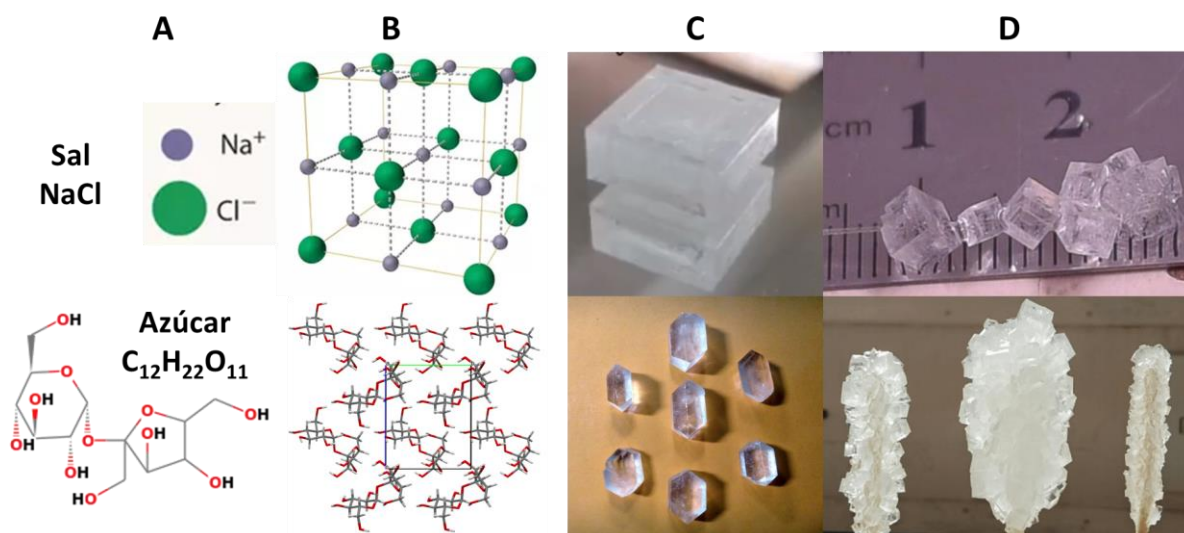 A
B
C
D
Sal
NaCl
Na⁺
Cl⁻
cm
1
2
Azúcar
C₁₂H₂₂O₁₁
OH
O
OH
OH
OH
O
O
OH
OH
HO
OH